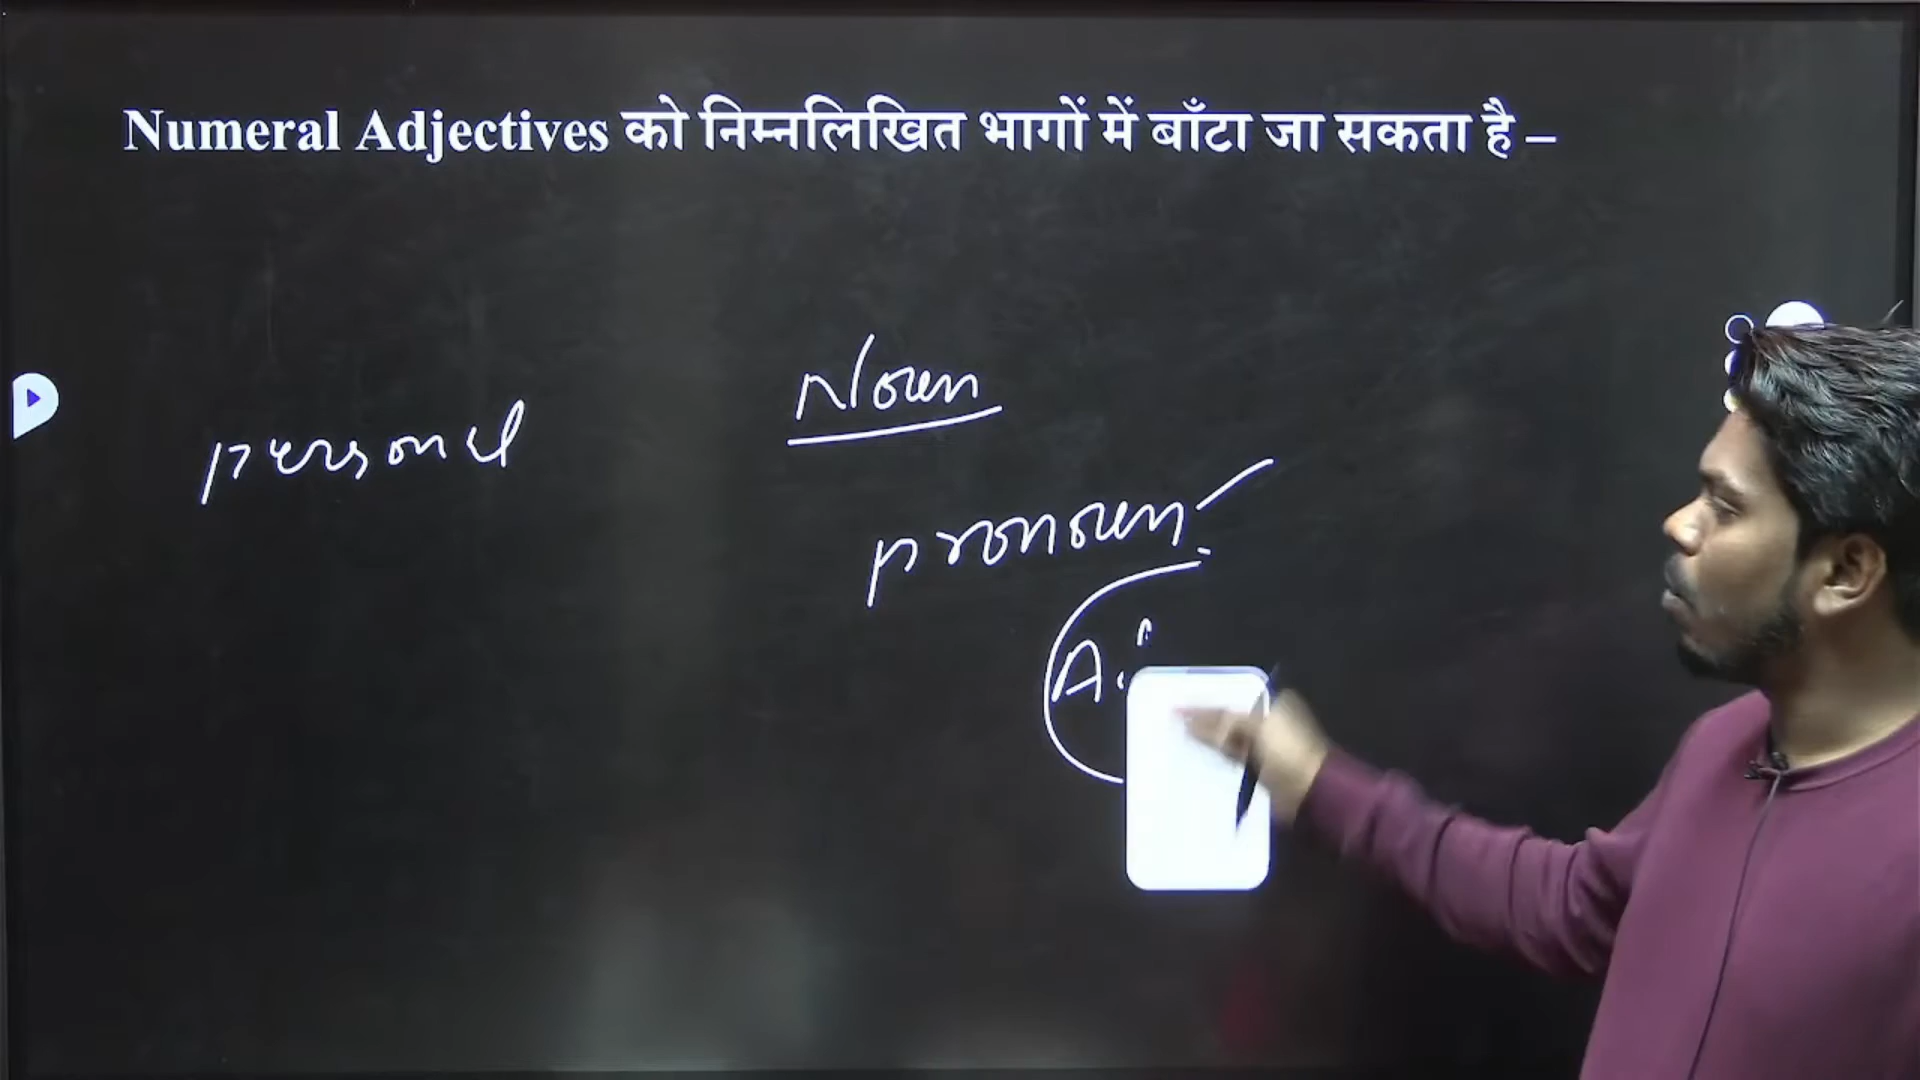 Numeral Adjectives को निम्नलिखित भागों में बाँटा जा सकता है –
Noun
personal
pronoun